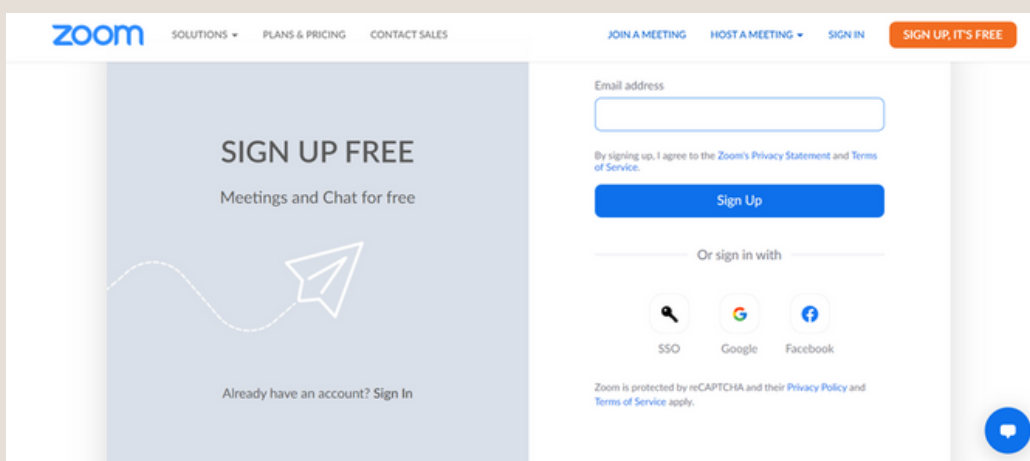 zoom
SOLUTIONS
PLANS & PRICING
CONTACT SALES
JOIN A MEETING
HOST A MEETING
SIGN IN
SIGN UP, IT'S FREE
SIGN UP FREE
Meetings and Chat for free
Already have an account? Sign In
Email address
By signing up, I agree to the Zoom's Privacy Statement and Terms
of Service.
Sign Up
Or sign in with
SSO
Google
Facebook
Zoom is protected by reCAPTCHA and their Privacy Policy and
Terms of Service apply.